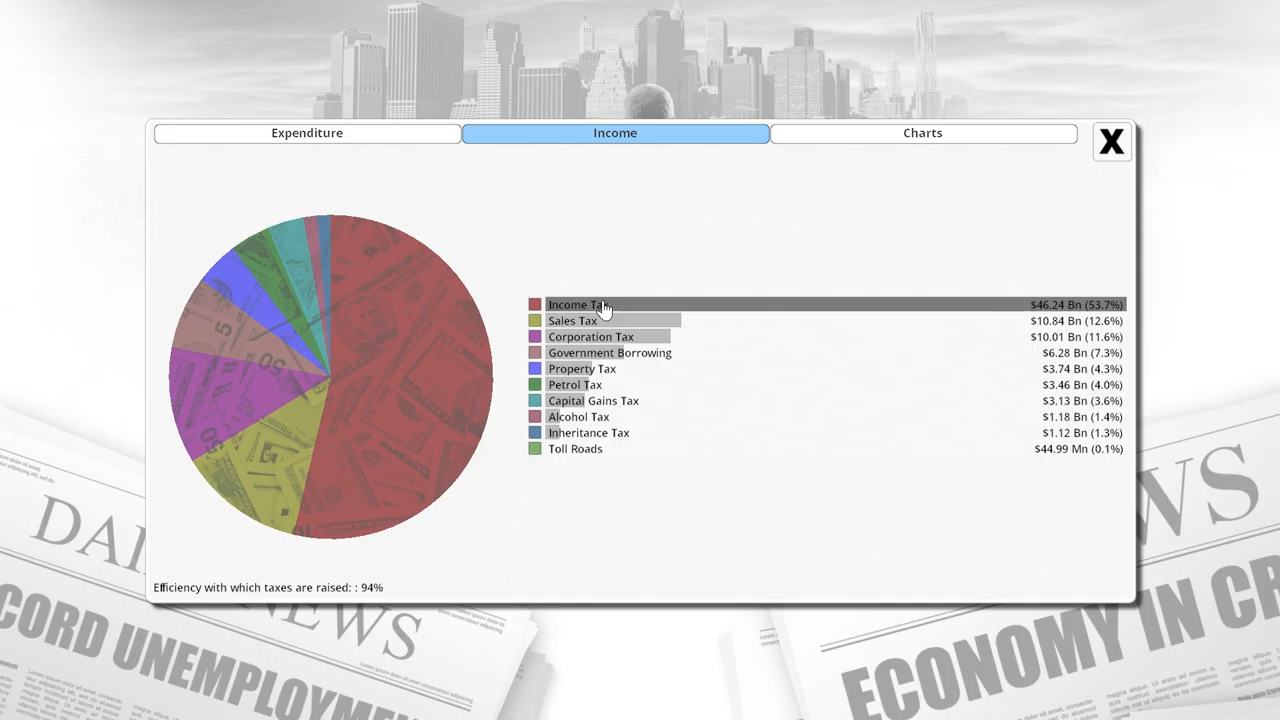 Expenditure
Income
Charts
X
Income Tax
$46.24 Bn (53.7%)
Sales Tax
$10.84 Bn (12.6%)
Corporation Tax
$10.01 Bn (11.6%)
Government Borrowing
$6.28 Bn (7.3%)
Property Tax
$3.74 Bn (4.3%)
Petrol Tax
$3.46 Bn (4.0%)
Capital Gains Tax
$3.13 Bn (3.6%)
Alcohol Tax
$1.18 Bn (1.4%)
Inheritance Tax
$1.12 Bn (1.3%)
Toll Roads
$44.99 Mn (0.1%)
Efficiency with which taxes are raised: : 94%
DAI
NEWS
CORD UNEMPLOYME
WS
ECONOMY IN CR